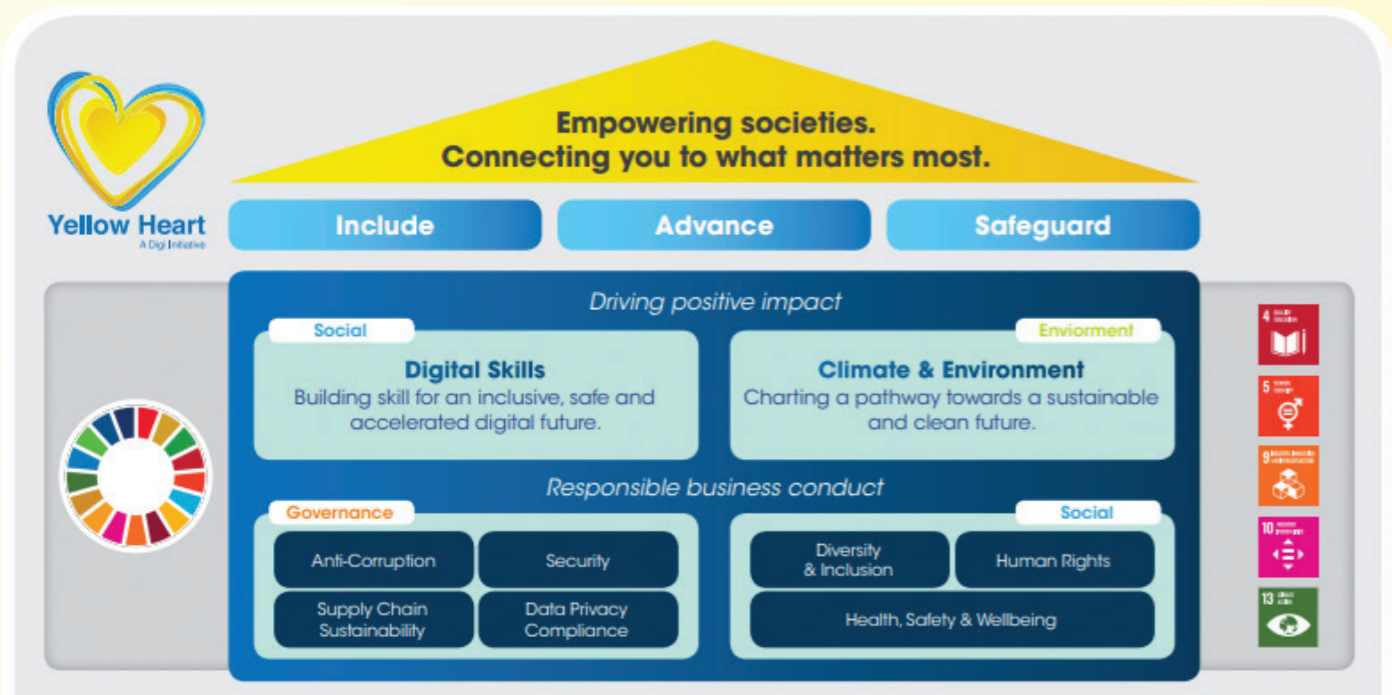 Empowering societies.
Connecting you to what matters most.
Yellow Heart
A Digi Initiative
Include
Advance
Safeguard
Driving positive impact
Social
Digital Skills
Building skill for an inclusive, safe and
accelerated digital future.
Enviorment
Climate & Environment
Charting a pathway towards a sustainable
and clean future.
Responsible business conduct
Governance
Anti-Corruption
Security
Supply Chain
Sustainability
Data Privacy
Compliance
Social
Diversity
& Inclusion
Human Rights
Health, Safety & Wellbeing
4
5
9
10
13